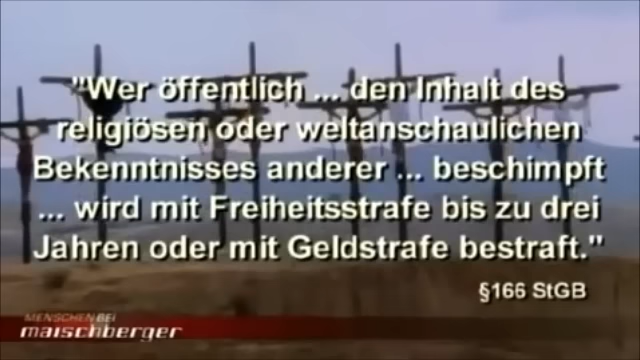 "Wer öffentlich ... den Inhalt des
religiösen oder weltanschaulichen
Bekenntnisses anderer ... beschimpft
... wird mit Freiheitsstrafe bis zu drei
Jahren oder mit Geldstrafe bestraft."
§166 StGB
MENSCHEN BEI
maischberger